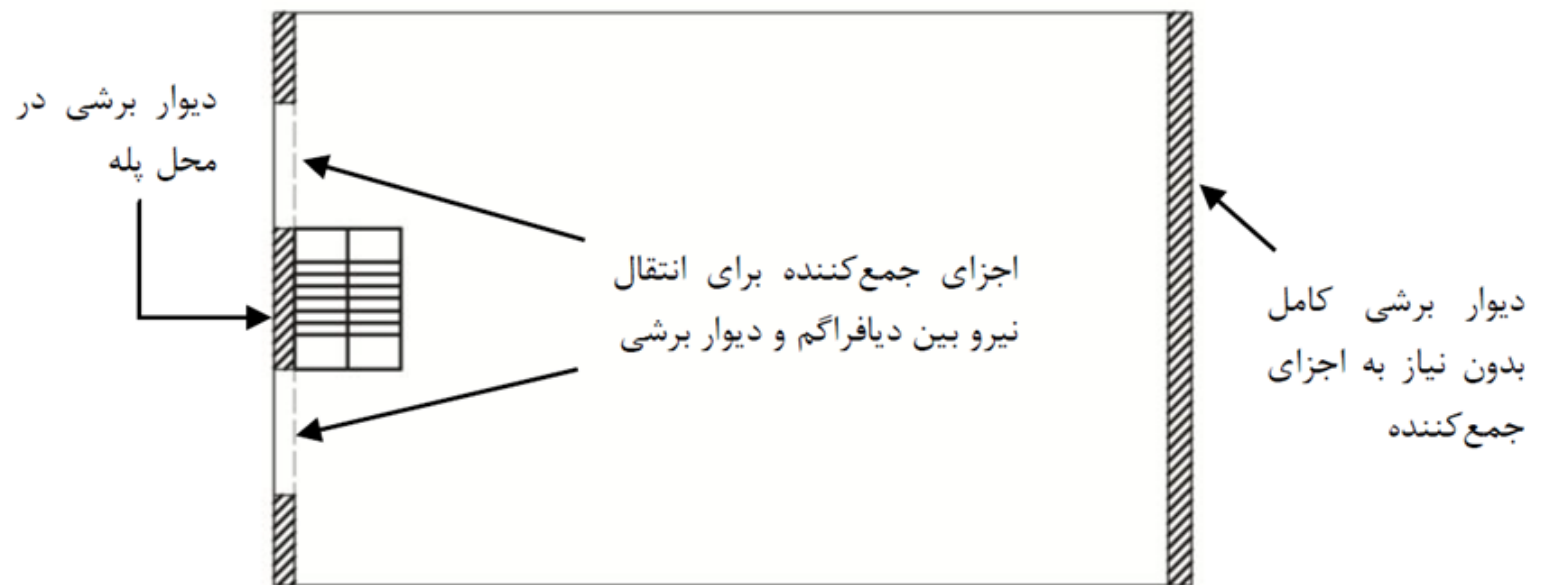 دیوار برشی در
محل پله
اجزای جمع‌کننده برای انتقال
نیرو بین دیافراگم و دیوار برشی
دیوار برشی کامل
بدون نیاز به اجزای
جمع‌کننده